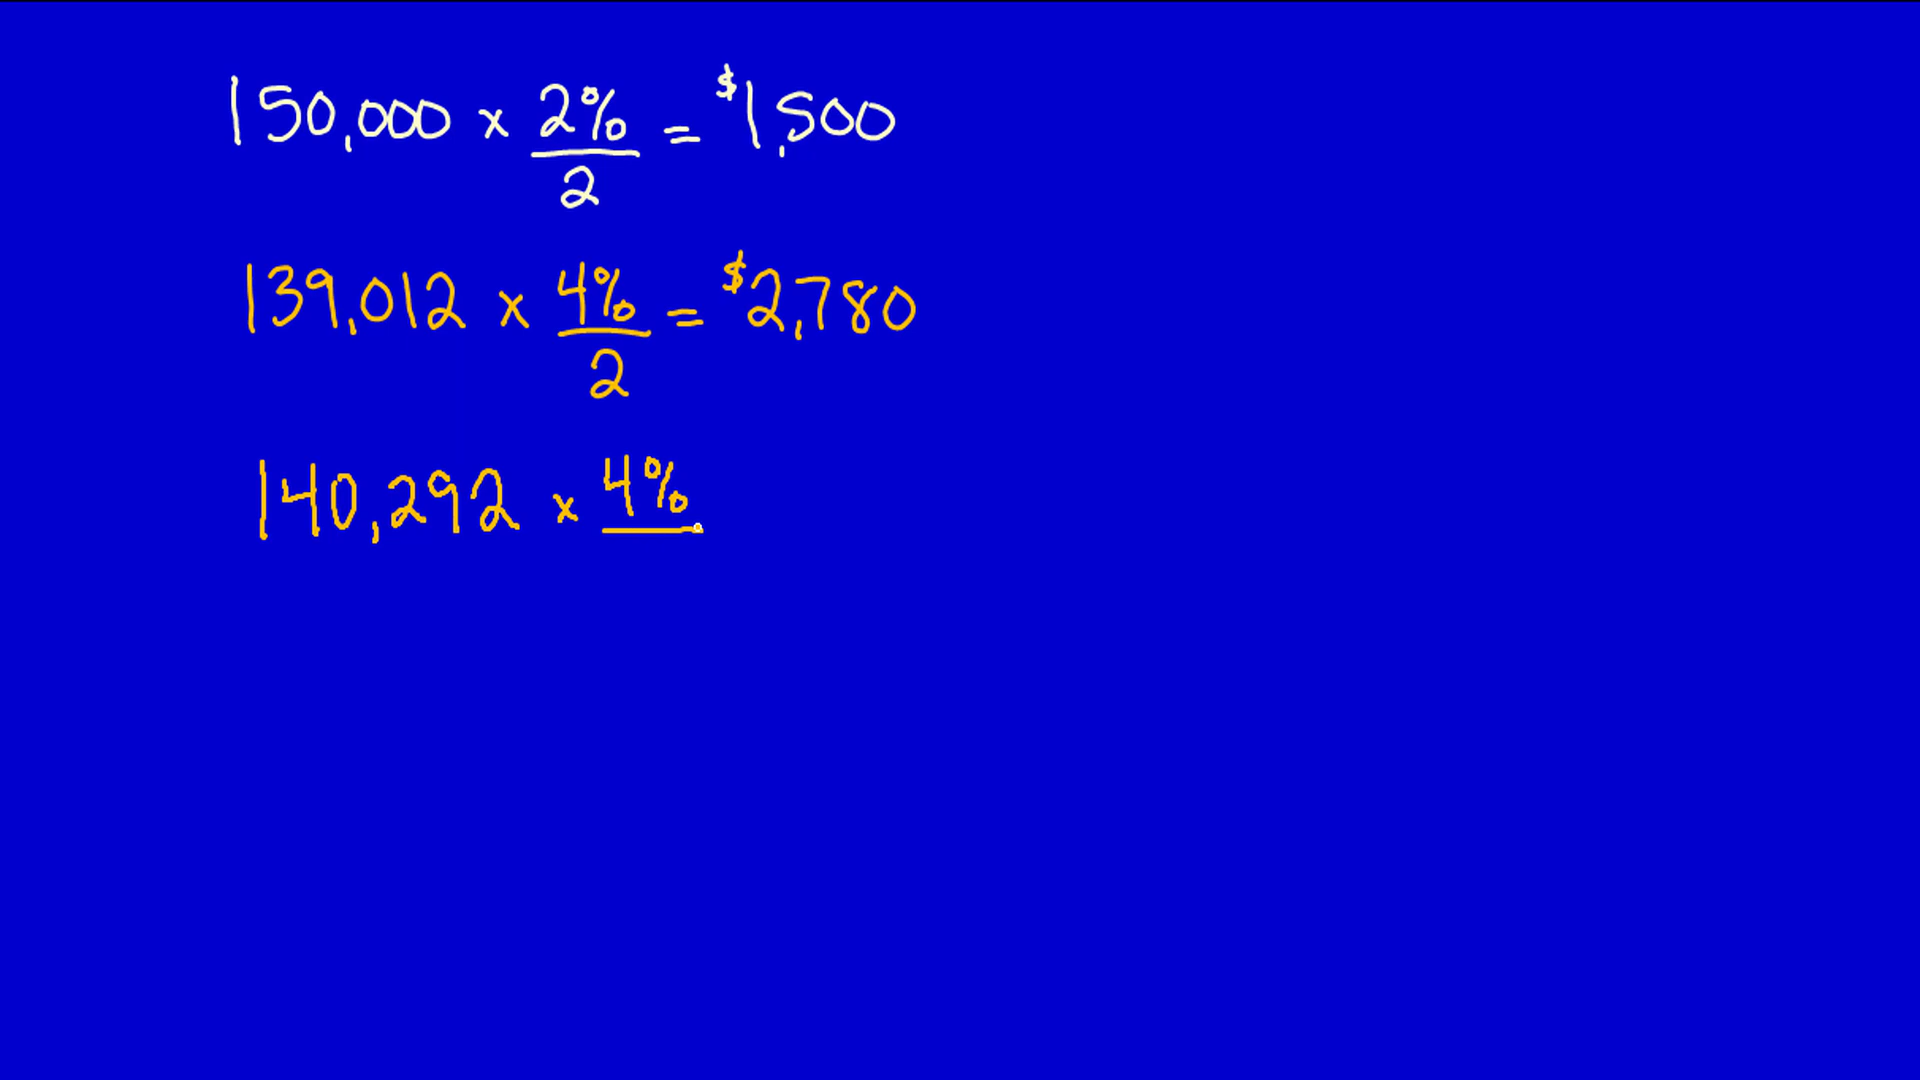 150,000 x 2%/2 = $1,500
139,012 x 4%/2 = $2,780
140,292 x 4%